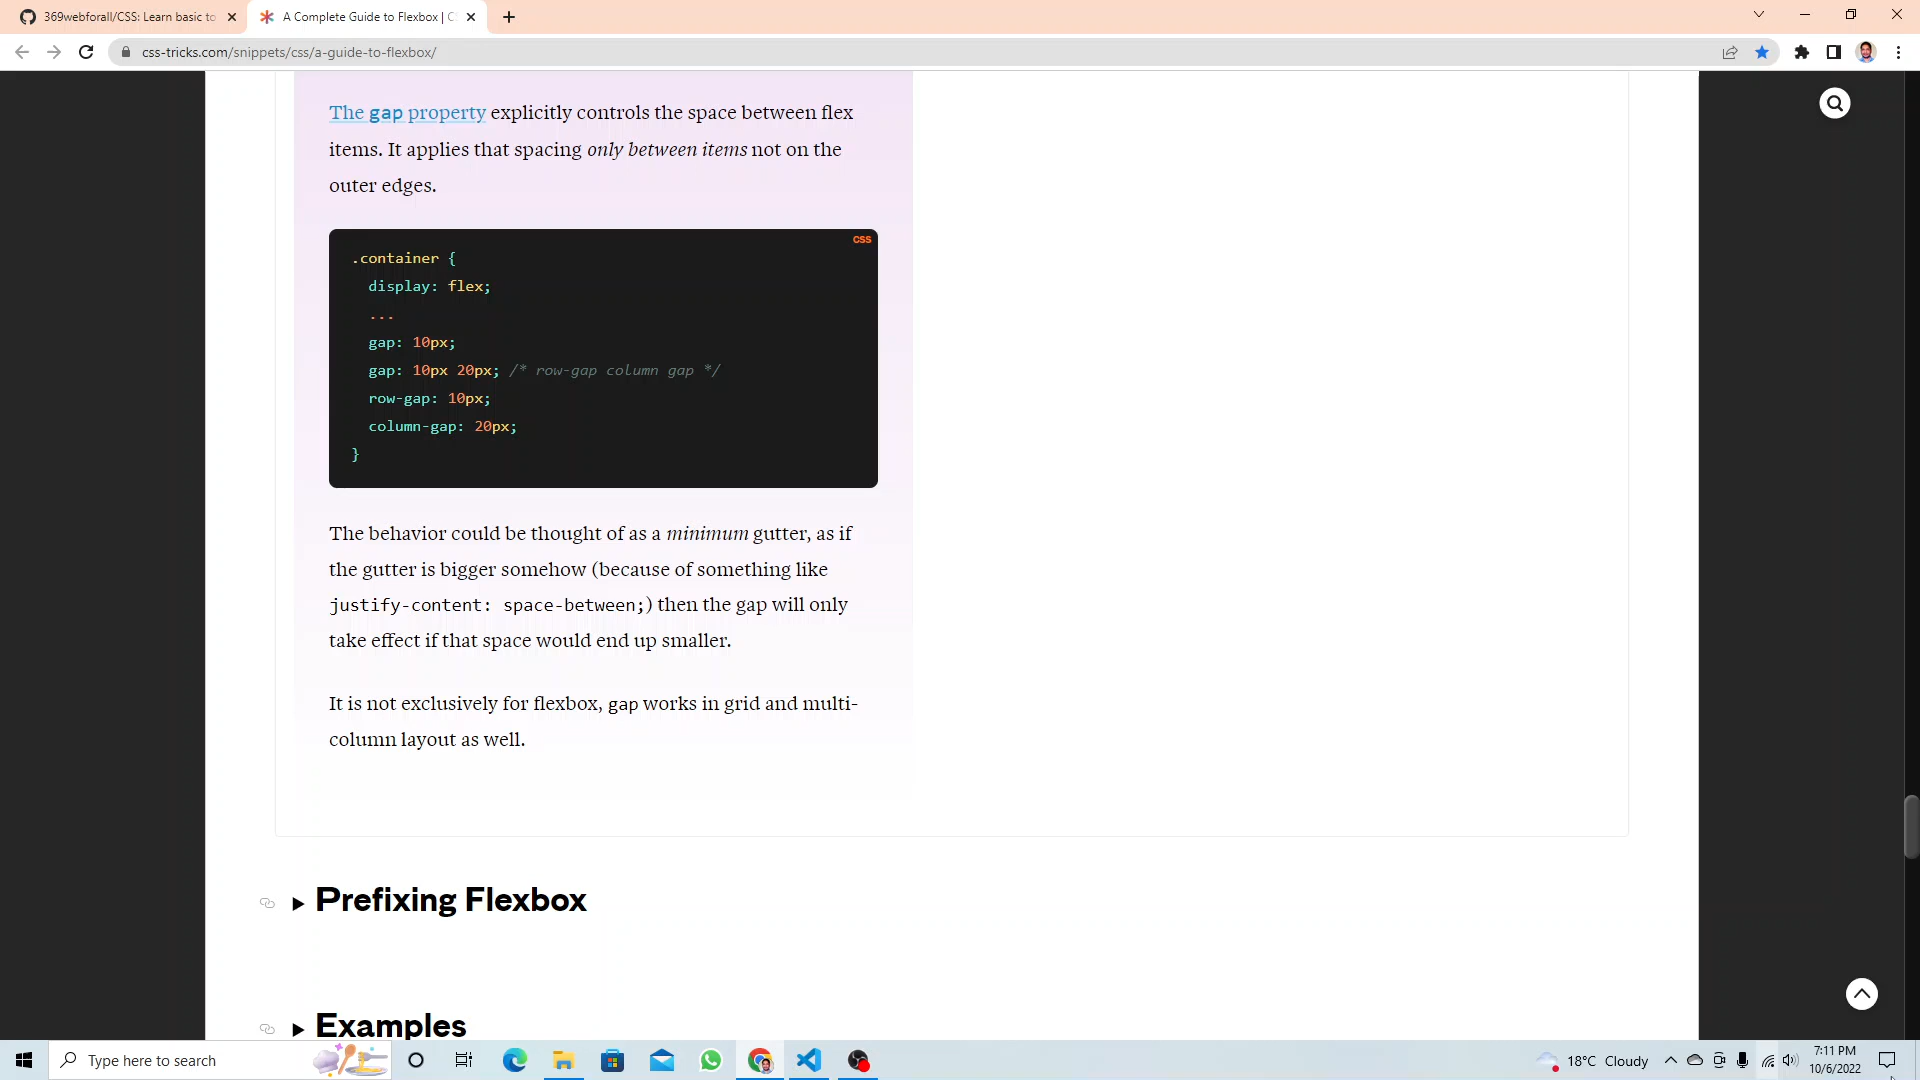 369webforall/CSS: Learn basic to
A Complete Guide to Flexbox | C
css-tricks.com/snippets/css/a-guide-to-flexbox/
The gap property explicitly controls the space between flex
items. It applies that spacing only between items not on the
outer edges.
CSS
.container {
display: flex;
...
gap: 10px;
gap: 10px 20px; /* row-gap column gap */
row-gap: 10px;
column-gap: 20px;
}
The behavior could be thought of as a minimum gutter, as if
the gutter is bigger somehow (because of something like
justify-content: space-between;) then the gap will only
take effect if that space would end up smaller.
It is not exclusively for flexbox, gap works in grid and multi-
column layout as well.
Prefixing Flexbox
Examples
Type here to search
18°C Cloudy
7:11 PM
10/6/2022